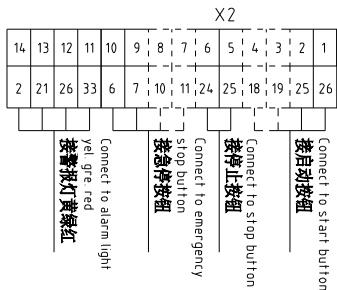 X2
14 13 12 11 10 9 8 7 6 5 4 3 2 1
2 21 26 33 6 7 10 11 24 25 18 19 25 26
Connect to alarm light
yel. gre. red
接警报灯黄绿红
Connect to emergency
stop button
接急停按钮
Connect to stop button
接停止按钮
Connect to start button
接启动按钮